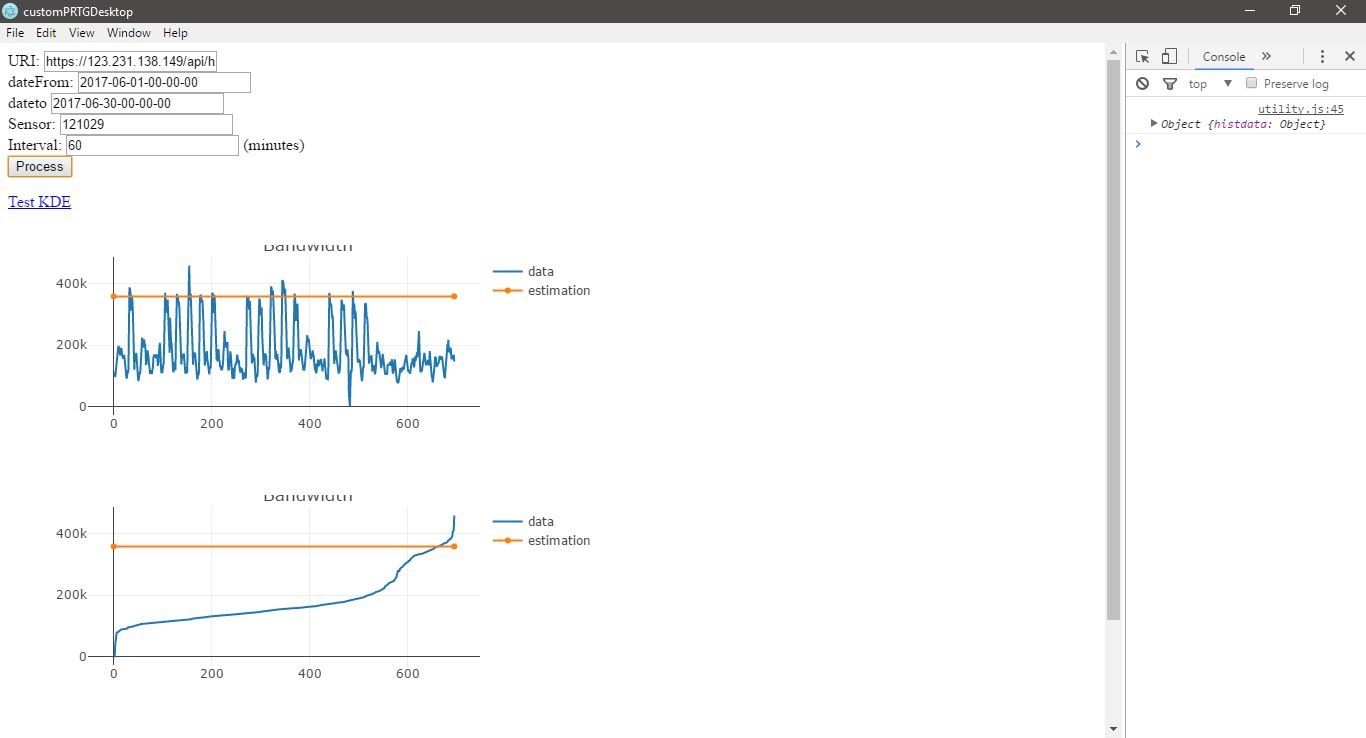 customPRTGDesktop
File Edit View Window Help
URI: https://123.231.138.149/api/h
dateFrom: 2017-06-01-00-00-00
dateto 2017-06-30-00-00-00
Sensor: 121029
Interval: 60 (minutes)
Process
Test KDE
Bandwidth
400k
200k
0
0 200 400 600
data
estimation
Bandwidth
400k
200k
0
0 200 400 600
data
estimation
Console »
top ▼ Preserve log
utility.js:45
Object {histdata: Object}